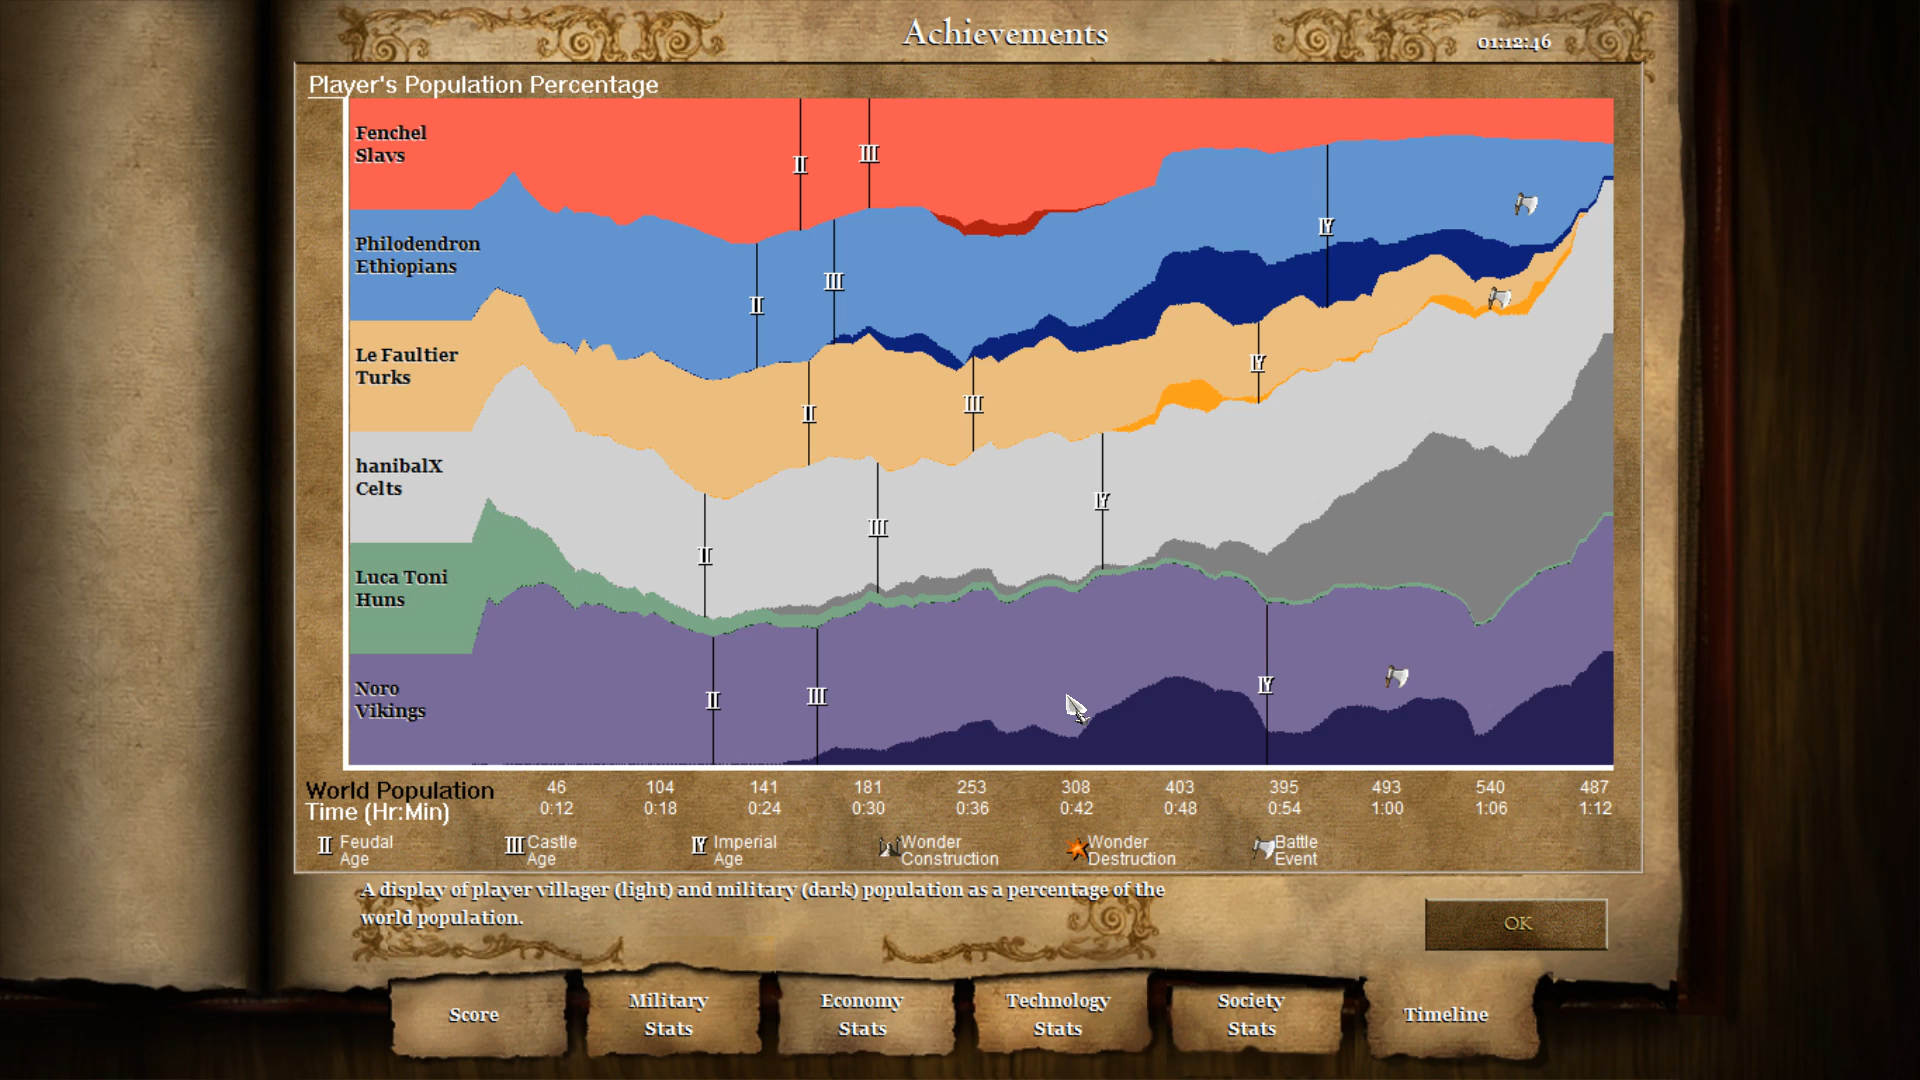 Achievements
01:12:46
Player's Population Percentage
Fenchel
Slavs
Philodendron
Ethiopians
Le Faultier
Turks
hanibalX
Celts
Luca Toni
Huns
Noro
Vikings
II
III
II
III
IV
II
III
IV
II
III
IV
II
III
IV
World Population 46 104 141 181 253 308 403 395 493 540 487
Time (Hr:Min) 0:12 0:18 0:24 0:30 0:36 0:42 0:48 0:54 1:00 1:06 1:12
II Feudal Age
III Castle Age
IV Imperial Age
Wonder Construction
Wonder Destruction
Battle Event
A display of player villager (light) and military (dark) population as a percentage of the
world population.
OK
Score
Military
Stats
Economy
Stats
Technology
Stats
Society
Stats
Timeline